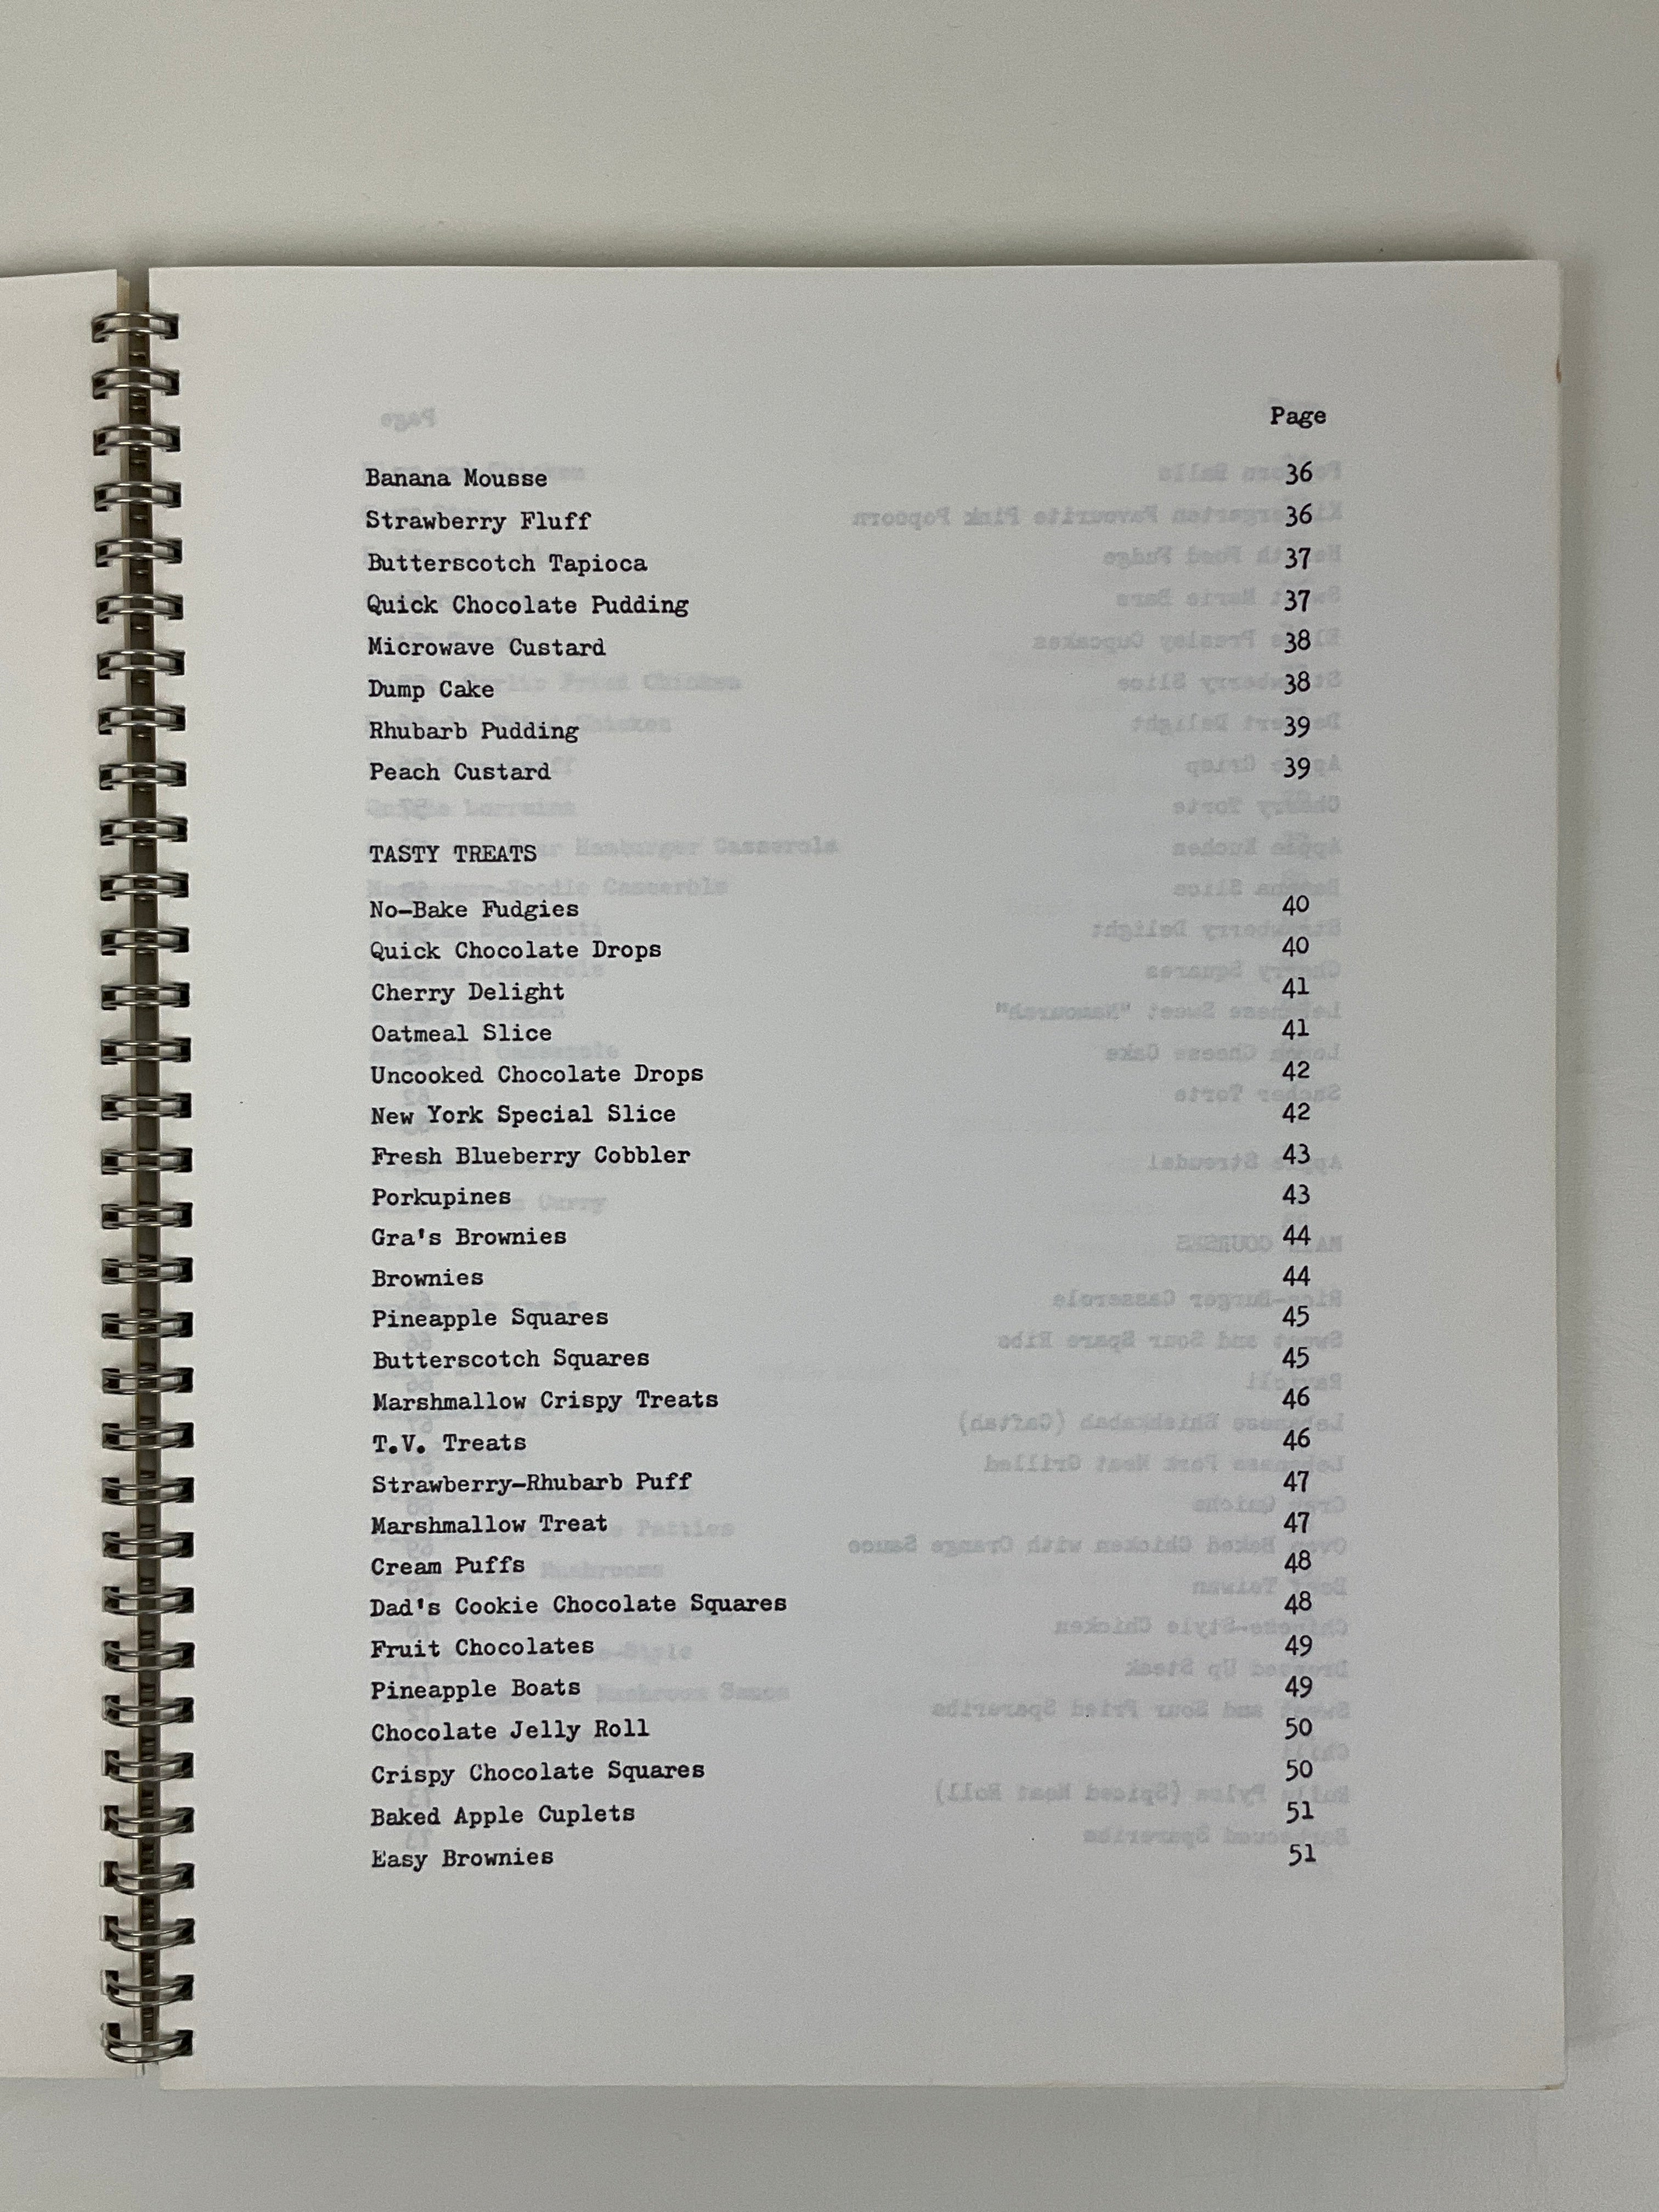 Page
Banana Mousse 36
Strawberry Fluff 36
Butterscotch Tapioca 37
Quick Chocolate Pudding 37
Microwave Custard 38
Dump Cake 38
Rhubarb Pudding 39
Peach Custard 39
TASTY TREATS
No-Bake Fudgies 40
Quick Chocolate Drops 40
Cherry Delight 41
Oatmeal Slice 41
Uncooked Chocolate Drops 42
New York Special Slice 42
Fresh Blueberry Cobbler 43
Porkupines 43
Gra's Brownies 44
Brownies 44
Pineapple Squares 45
Butterscotch Squares 45
Marshmallow Crispy Treats 46
T.V. Treats 46
Strawberry-Rhubarb Puff 47
Marshmallow Treat 47
Cream Puffs 48
Dad's Cookie Chocolate Squares 48
Fruit Chocolates 49
Pineapple Boats 49
Chocolate Jelly Roll 50
Crispy Chocolate Squares 50
Baked Apple Cuplets 51
Easy Brownies 51